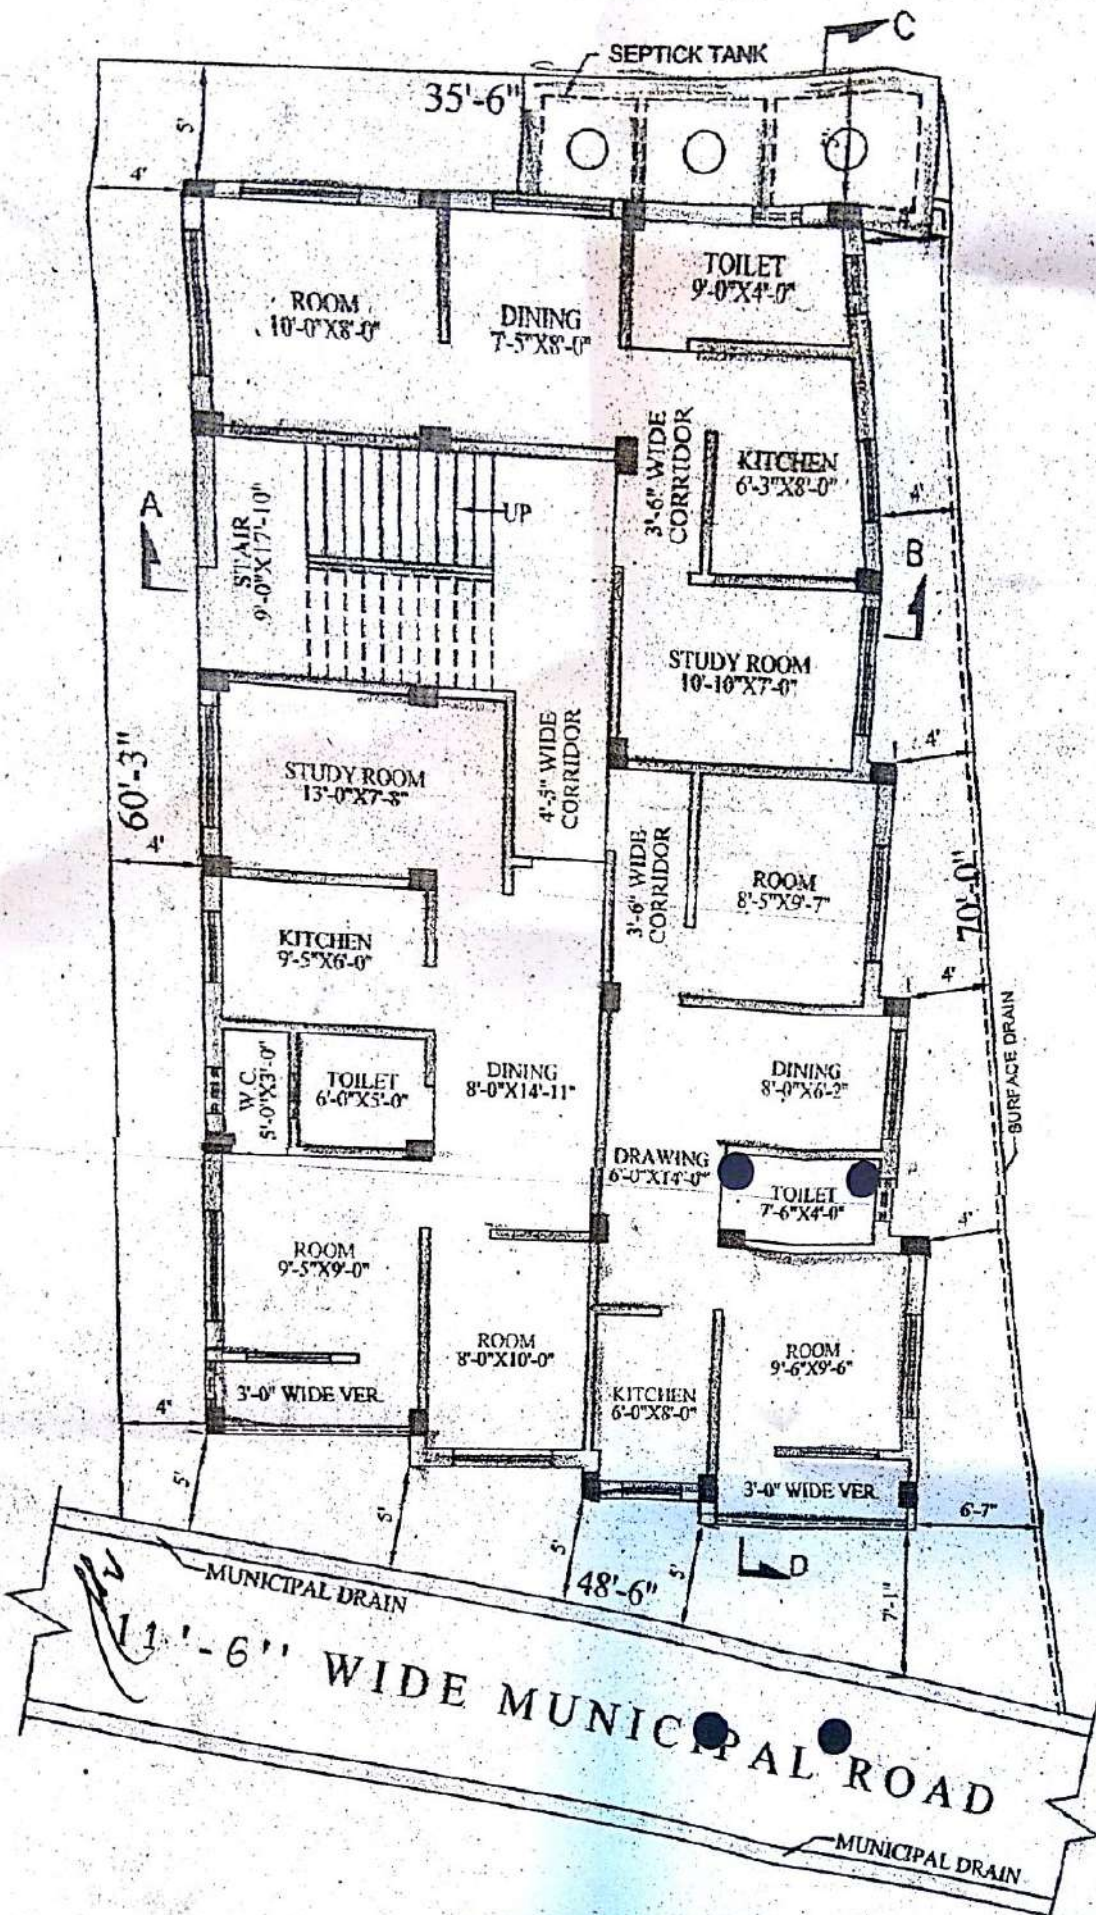 C
SEPTICK TANK
35'-6"
5'
4'
TOILET
9'-0"X4'-0"
ROOM
10'-0"X8'-0"
DINING
7'-5"X8'-0"
3'-6" WIDE
CORRIDOR
KITCHEN
6'-3"X8'-0"
4'
A
STAIR
9'-0"X17'-10"
UP
B
STUDY ROOM
10'-10"X7'-0"
4'
60'-3"
STUDY ROOM
13'-0"X7'-8"
4'-5" WIDE
CORRIDOR
4'
3'-6" WIDE
CORRIDOR
ROOM
8'-5"X9'-7"
70'-0"
KITCHEN
9'-5"X6'-0"
4'
SURFACE DRAIN
W.C.
5'-0"X3'-0"
TOILET
6'-0"X5'-0"
DINING
8'-0"X14'-11"
DINING
8'-0"X6'-2"
DRAWING
6'-0"X14'-0"
TOILET
7'-6"X4'-0"
4'
ROOM
9'-5"X9'-0"
ROOM
8'-0"X10'-0"
ROOM
9'-6"X9'-6"
3'-0" WIDE VER.
KITCHEN
6'-0"X8'-0"
4'
5'
5'
3'-0" WIDE VER.
6'-7"
5'
48'-6"
5'
D
7'-1"
MUNICIPAL DRAIN
11'-6'' WIDE MUNICIPAL ROAD
MUNICIPAL DRAIN